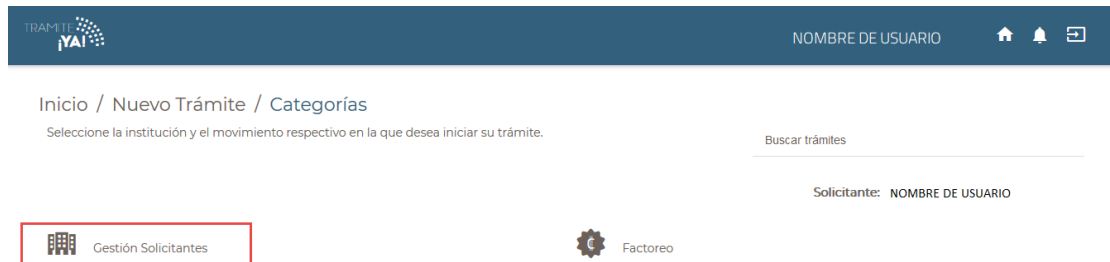 TRAMITE
¡YA!
NOMBRE DE USUARIO
Inicio / Nuevo Trámite / Categorías
Seleccione la institución y el movimiento respectivo en la que desea iniciar su trámite.
Buscar trámites
Solicitante: NOMBRE DE USUARIO
Gestión Solicitantes
₡ Factoreo